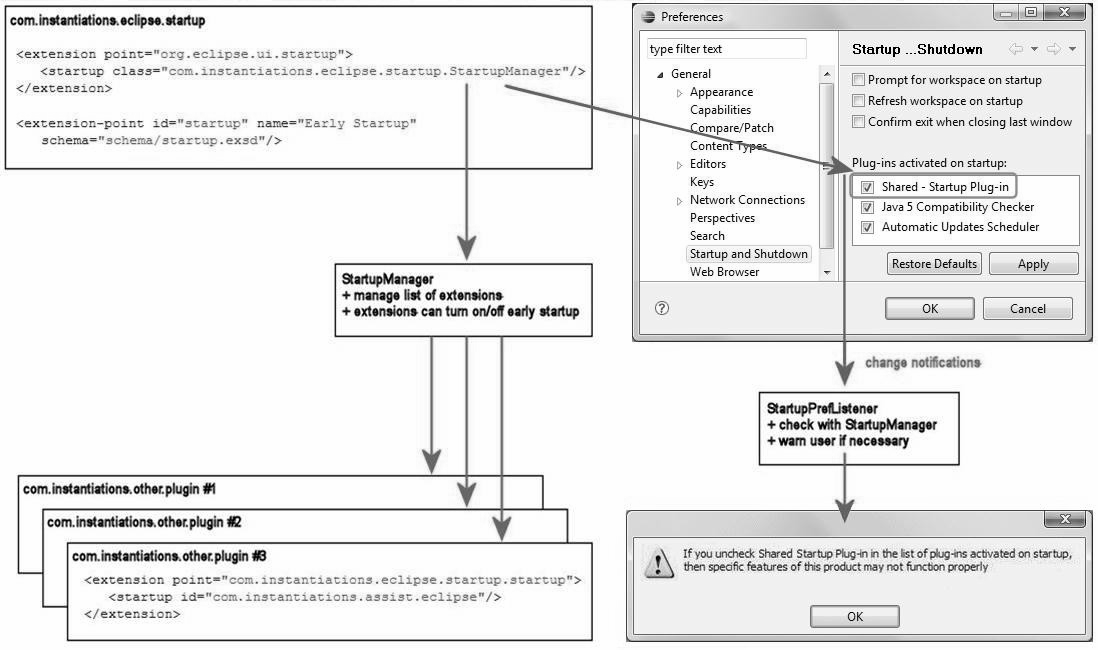 com.instantiations.eclipse.startup
<extension point="org.eclipse.ui.startup">
<startup class="com.instantiations.eclipse.startup.StartupManager"/>
</extension>
<extension-point id="startup" name="Early Startup"
schema="schema/startup.exsd"/>
StartupManager
+ manage list of extensions
+ extensions can turn on/off early startup
com.instantiations.other.plugin #1
com.instantiations.other.plugin #2
com.instantiations.other.plugin #3
<extension point="com.instantiations.eclipse.startup.startup">
<startup id="com.instantiations.assist.eclipse"/>
</extension>
Preferences
type filter text
General
Appearance
Capabilities
Compare/Patch
Content Types
Editors
Keys
Network Connections
Perspectives
Search
Startup and Shutdown
Web Browser
Startup ...Shutdown
Prompt for workspace on startup
Refresh workspace on startup
Confirm exit when closing last window
Plug-ins activated on startup:
Shared - Startup Plug-in
Java 5 Compatibility Checker
Automatic Updates Scheduler
Restore Defaults
Apply
OK
Cancel
change notifications
StartupPrefListener
+ check with StartupManager
+ warn user if necessary
If you uncheck Shared Startup Plug-in in the list of plug-ins activated on startup,
then specific features of this product may not function properly
OK